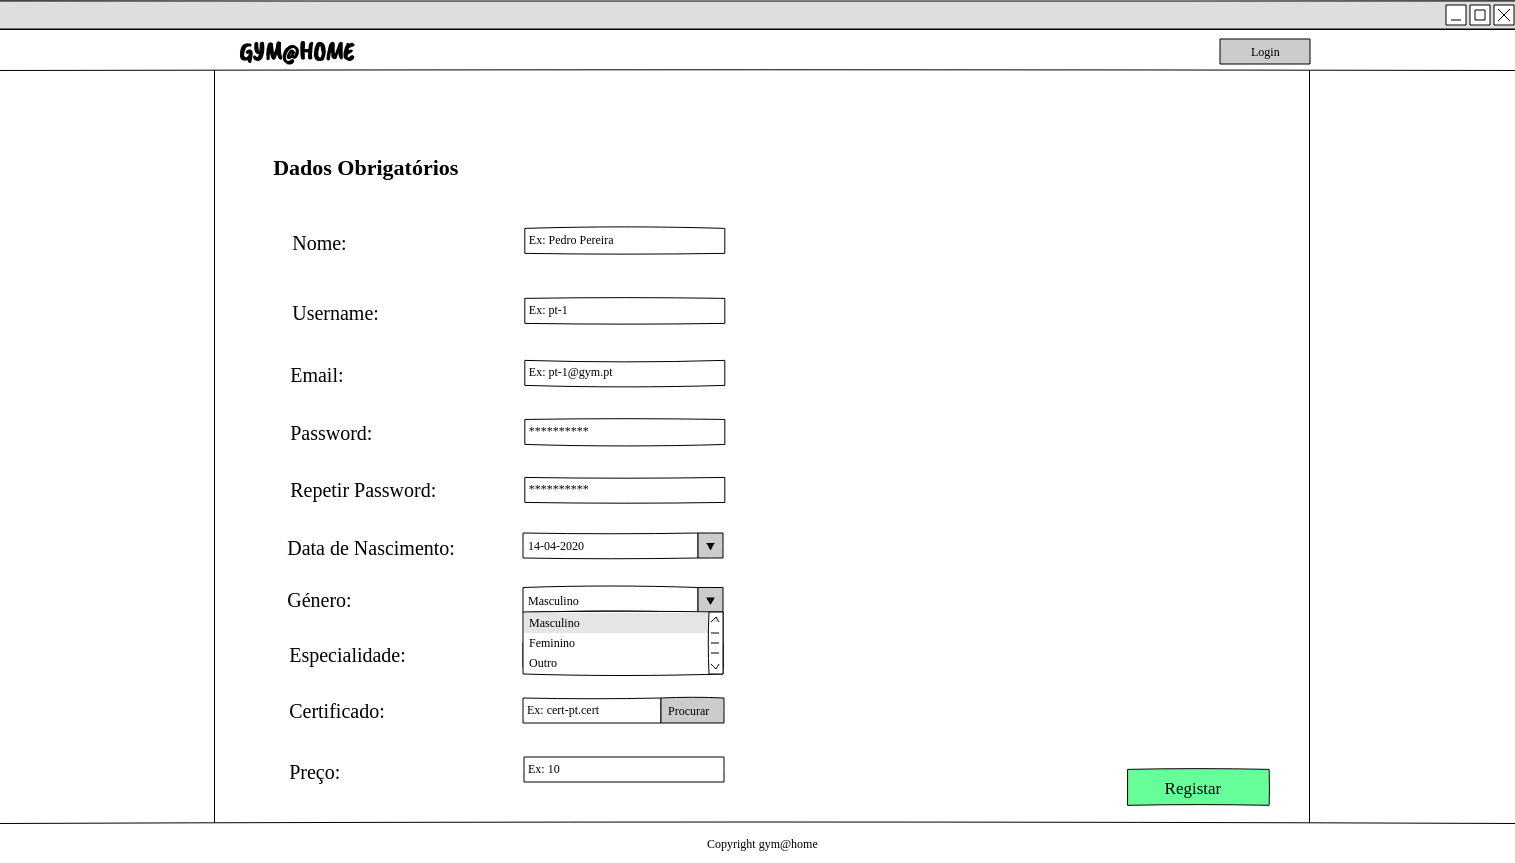 GYM@HOME
Login
Dados Obrigatórios
Nome:
Ex: Pedro Pereira
Username:
Ex: pt-1
Email:
Ex: pt-1@gym.pt
Password:
**********
Repetir Password:
**********
Data de Nascimento:
14-04-2020
Género:
Masculino
Masculino
Feminino
Outro
Especialidade:
Certificado:
Ex: cert-pt.cert
Procurar
Preço:
Ex: 10
Registar
Copyright gym@home